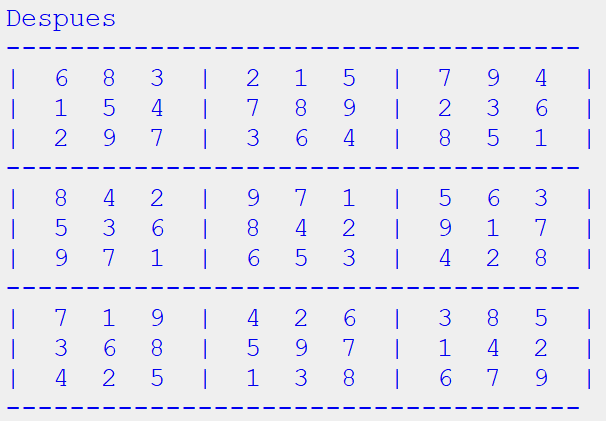 Despues
------------------------------------
|  6  8  3  |  2  1  5  |  7  9  4  |
|  1  5  4  |  7  8  9  |  2  3  6  |
|  2  9  7  |  3  6  4  |  8  5  1  |
------------------------------------
|  8  4  2  |  9  7  1  |  5  6  3  |
|  5  3  6  |  8  4  2  |  9  1  7  |
|  9  7  1  |  6  5  3  |  4  2  8  |
------------------------------------
|  7  1  9  |  4  2  6  |  3  8  5  |
|  3  6  8  |  5  9  7  |  1  4  2  |
|  4  2  5  |  1  3  8  |  6  7  9  |
------------------------------------